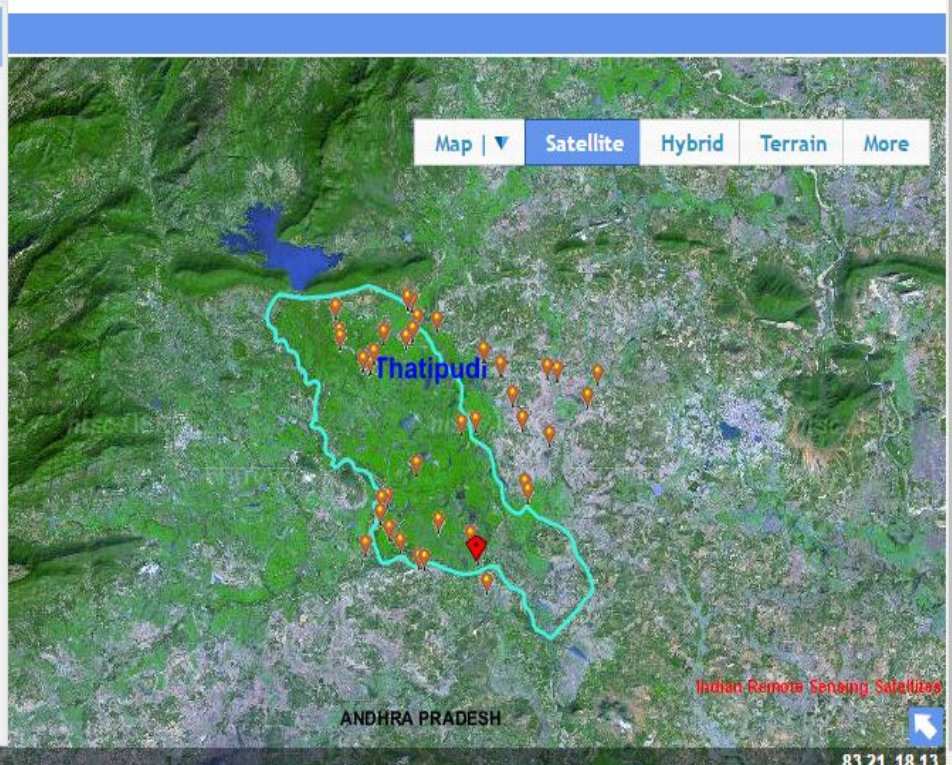 Map | ▼ Satellite Hybrid Terrain More
Thatipudi
Indian Remote Sensing Satellites
ANDHRA PRADESH
83.21 18.13